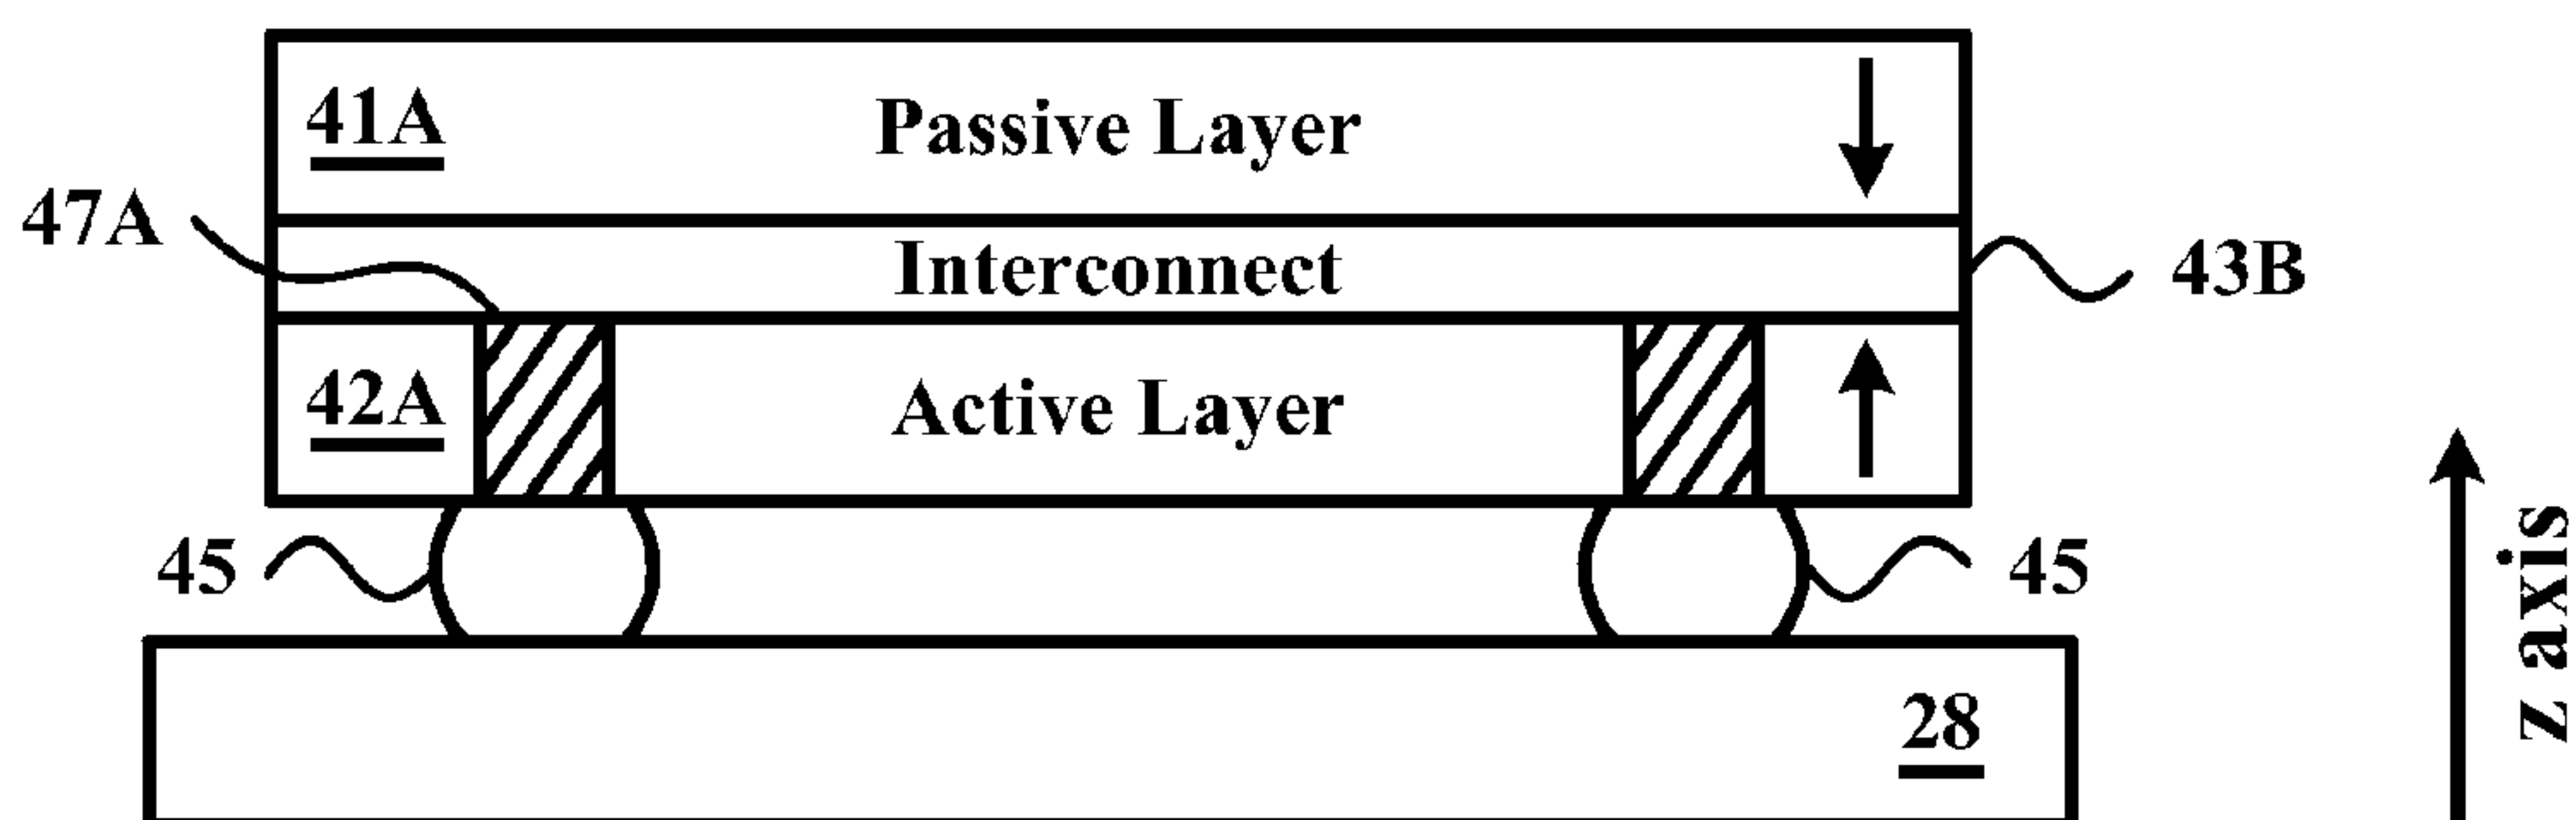 41A
Passive Layer
47A
Interconnect
43B
42A
Active Layer
45
45
28
z axis